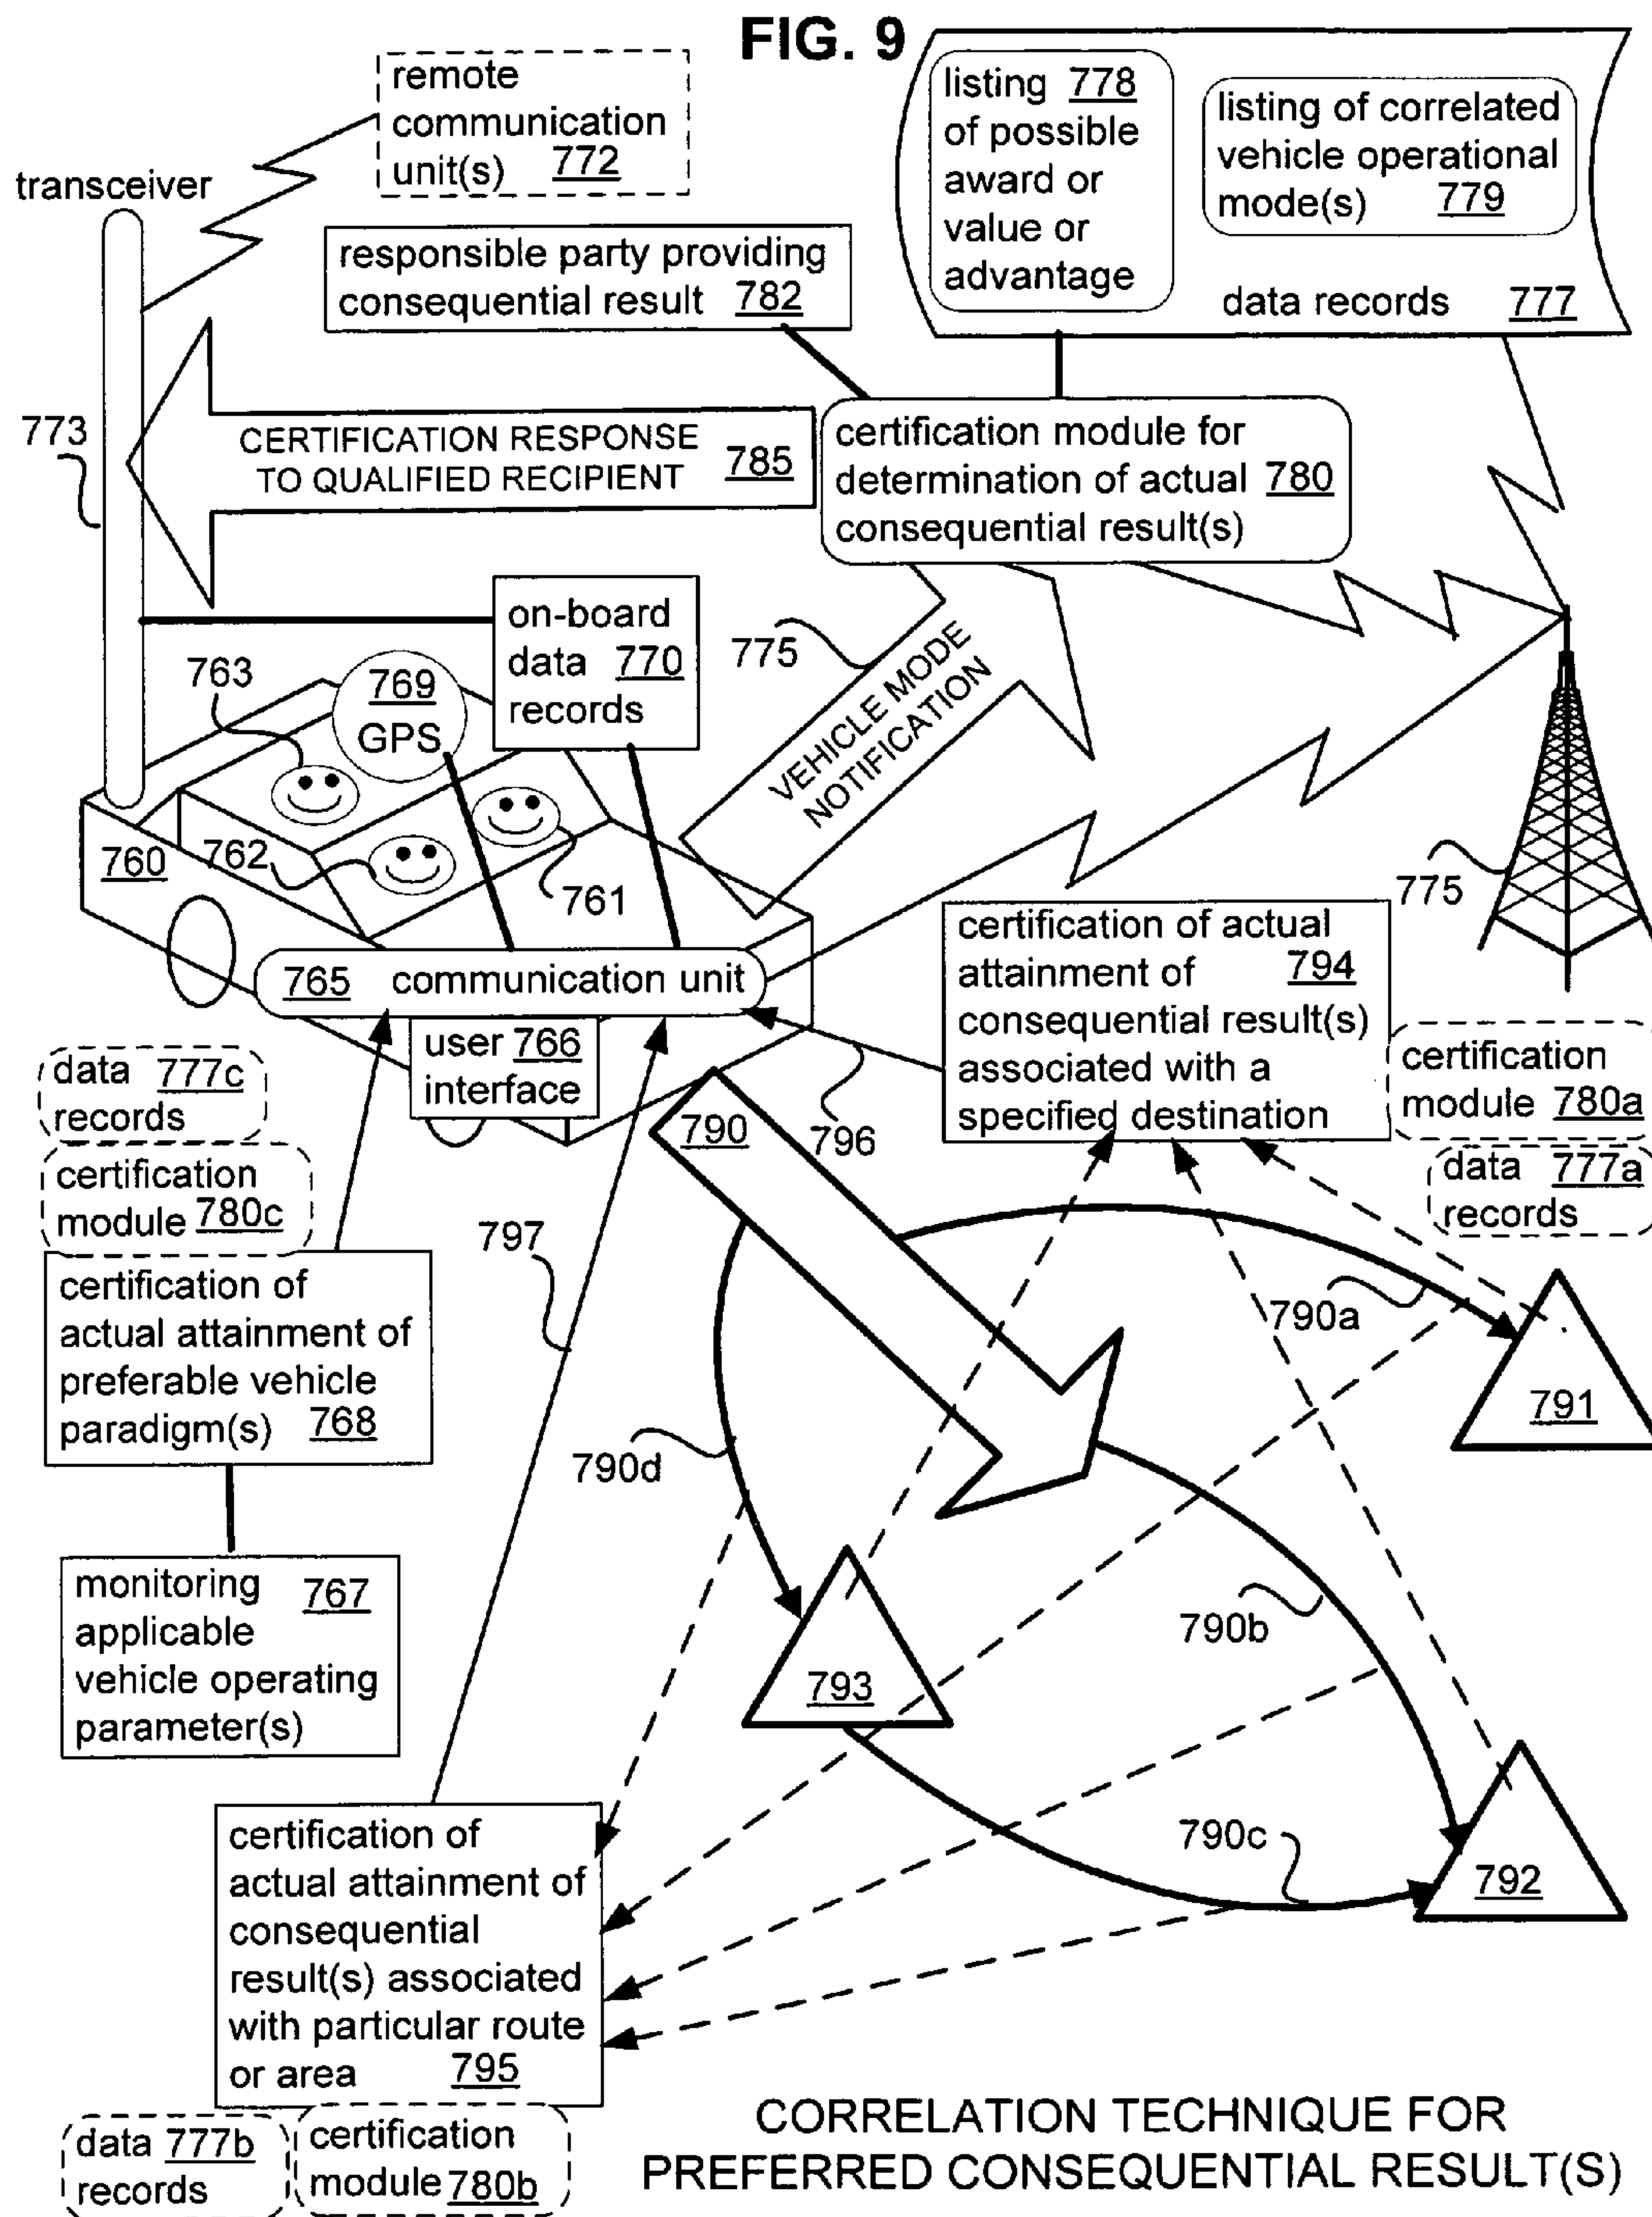 FIG. 9
remote
communication
unit(s) 772
transceiver
listing 778
of possible
award or
value or
advantage
listing of correlated
vehicle operational
mode(s) 779
data records 777
responsible party providing
consequential result 782
773
CERTIFICATION RESPONSE
TO QUALIFIED RECIPIENT 785
certification module for
determination of actual 780
consequential result(s)
on-board
data 770
records
775
VEHICLE MODE
NOTIFICATION
763
769
GPS
760
762
761
775
765 communication unit
user 766
interface
certification of actual
attainment of 794
consequential result(s)
associated with a
specified destination
796
certification
module 780a
data 777a
records
data 777c
records
certification
module 780c
certification of
actual attainment of
preferable vehicle
paradigm(s) 768
790
797
790a
791
790d
monitoring 767
applicable
vehicle operating
parameter(s)
790b
793
790c
792
certification of
actual attainment of
consequential
result(s) associated
with particular route
or area 795
data 777b
records
certification
module 780b
CORRELATION TECHNIQUE FOR
PREFERRED CONSEQUENTIAL RESULT(S)